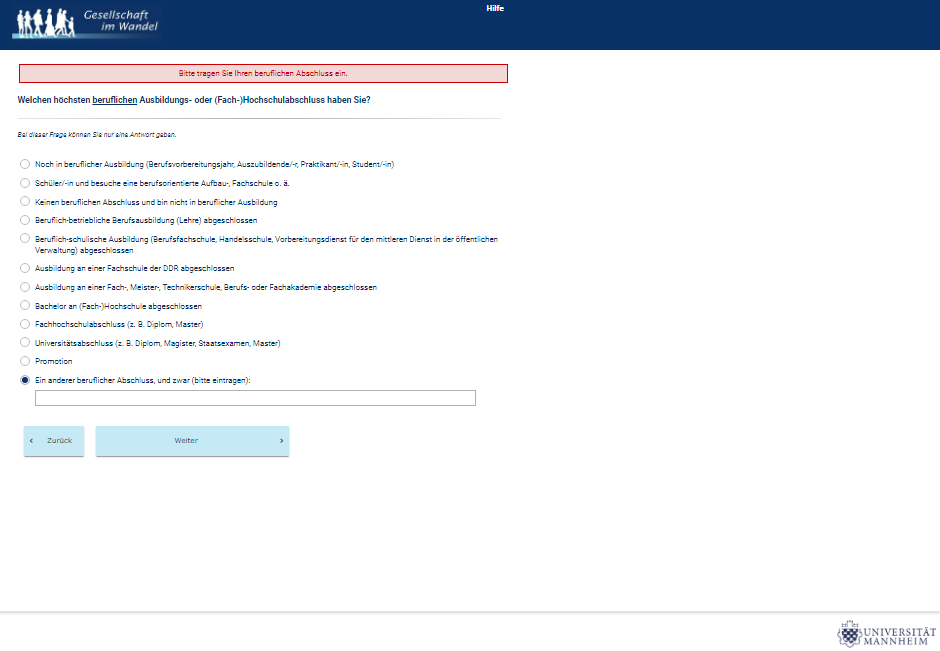 Gesellschaft
im Wandel
Hilfe
Bitte tragen Sie Ihren beruflichen Abschluss ein.
Welchen höchsten beruflichen Ausbildungs- oder (Fach-)Hochschulabschluss haben Sie?
Bei dieser Frage können Sie nur eine Antwort geben.
Noch in beruflicher Ausbildung (Berufsvorbereitungsjahr, Auszubildende/-r, Praktikant/-in, Student/-in)
Schüler/-in und besuche eine berufsorientierte Aufbau-, Fachschule o. ä.
Keinen beruflichen Abschluss und bin nicht in beruflicher Ausbildung
Beruflich-betriebliche Berufsausbildung (Lehre) abgeschlossen
Beruflich-schulische Ausbildung (Berufsfachschule, Handelsschule, Vorbereitungsdienst für den mittleren Dienst in der öffentlichen
Verwaltung) abgeschlossen
Ausbildung an einer Fachschule der DDR abgeschlossen
Ausbildung an einer Fach-, Meister-, Technikerschule, Berufs- oder Fachakademie abgeschlossen
Bachelor an (Fach-)Hochschule abgeschlossen
Fachhochschulabschluss (z. B. Diplom, Master)
Universitätsabschluss (z. B. Diplom, Magister, Staatsexamen, Master)
Promotion
Ein anderer beruflicher Abschluss, und zwar (bitte eintragen):
‹ Zurück
Weiter ›
UNIVERSITÄT
MANNHEIM